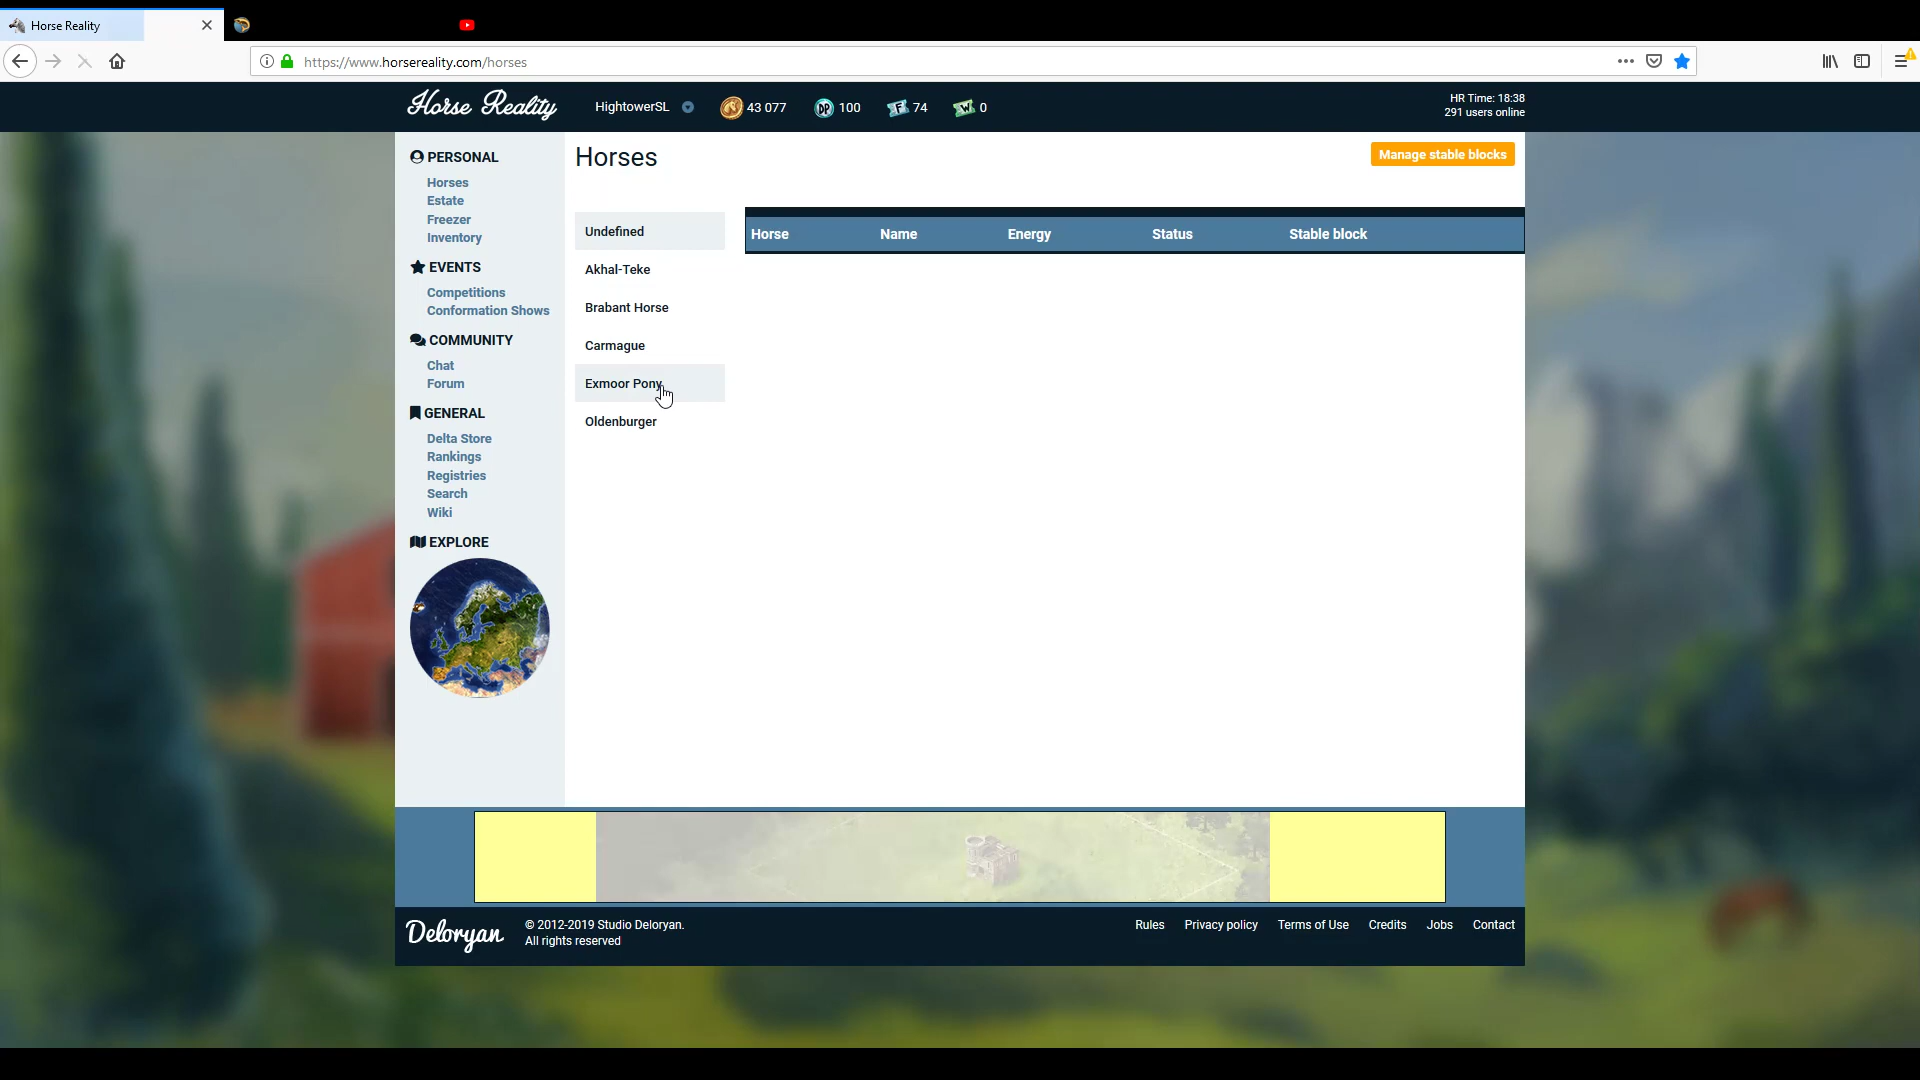 Horse Reality
https://www.horsereality.com/horses
Horse Reality
HightowerSL
43 077
100
74
0
HR Time: 18:38
291 users online
PERSONAL
Horses
Estate
Freezer
Inventory
EVENTS
Competitions
Conformation Shows
COMMUNITY
Chat
Forum
GENERAL
Delta Store
Rankings
Registries
Search
Wiki
EXPLORE
Horses
Manage stable blocks
Undefined
Akhal-Teke
Brabant Horse
Carmague
Exmoor Pony
Oldenburger
Horse Name Energy Status Stable block
Deloryan
© 2012-2019 Studio Deloryan.
All rights reserved
Rules Privacy policy Terms of Use Credits Jobs Contact